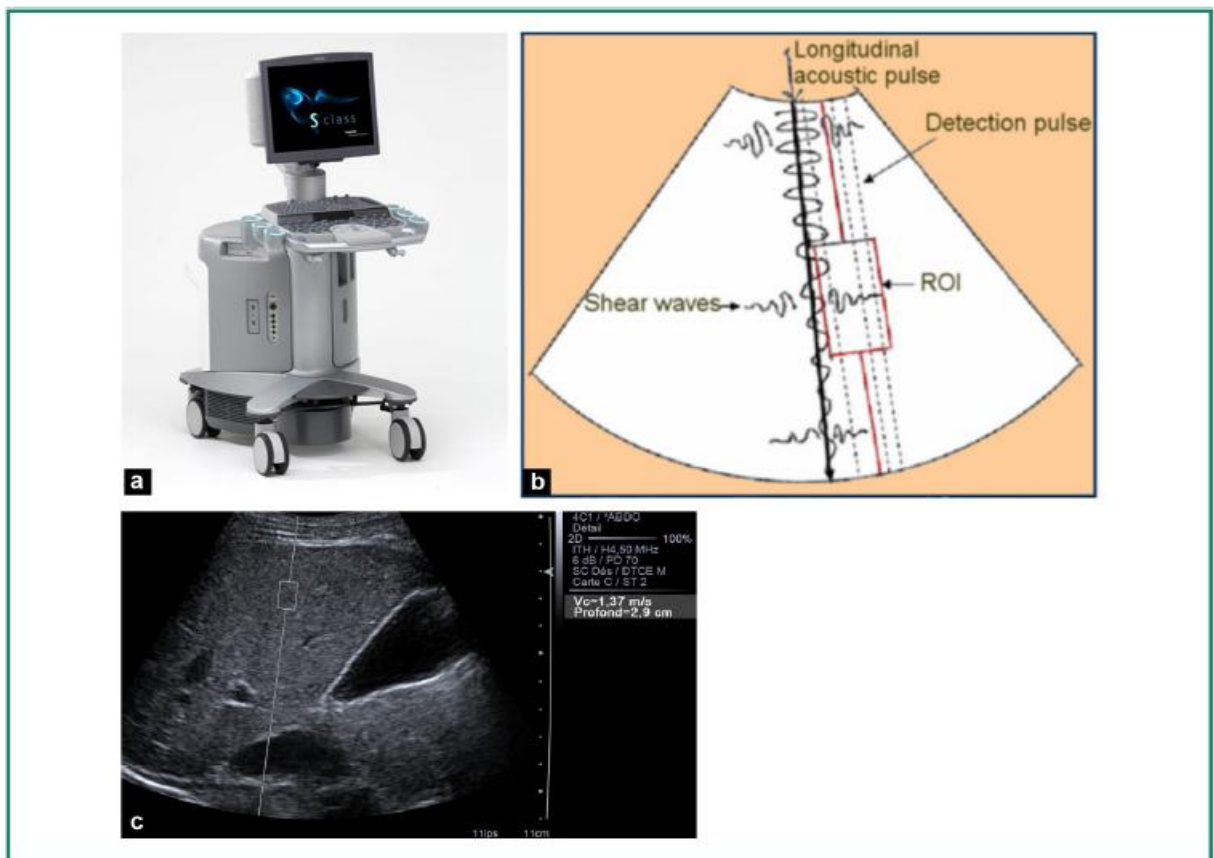 S class
a
Longitudinal
acoustic pulse
Detection pulse
ROI
Shear waves
b
4C1 / *ABDO
Détail
2D 100%
ITH / H4,50 MHz
6 dB / PD 70
SC Dés / DTCE M
Carte C / ST 2
Vc=1,37 m/s
Profond=2,9 cm
11ips 11cm
c